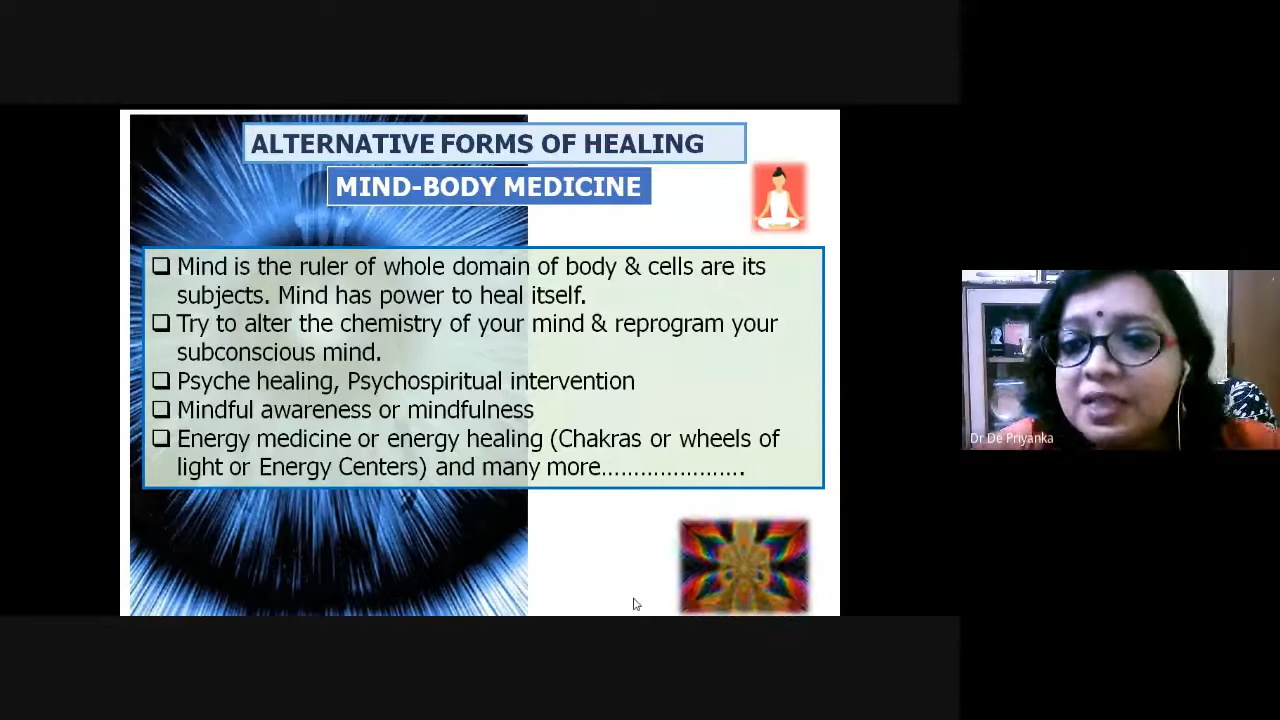 ALTERNATIVE FORMS OF HEALING
MIND-BODY MEDICINE
❑ Mind is the ruler of whole domain of body & cells are its
subjects. Mind has power to heal itself.
❑ Try to alter the chemistry of your mind & reprogram your
subconscious mind.
❑ Psyche healing, Psychospiritual intervention
❑ Mindful awareness or mindfulness
❑ Energy medicine or energy healing (Chakras or wheels of
light or Energy Centers) and many more………………….
Dr De Priyanka